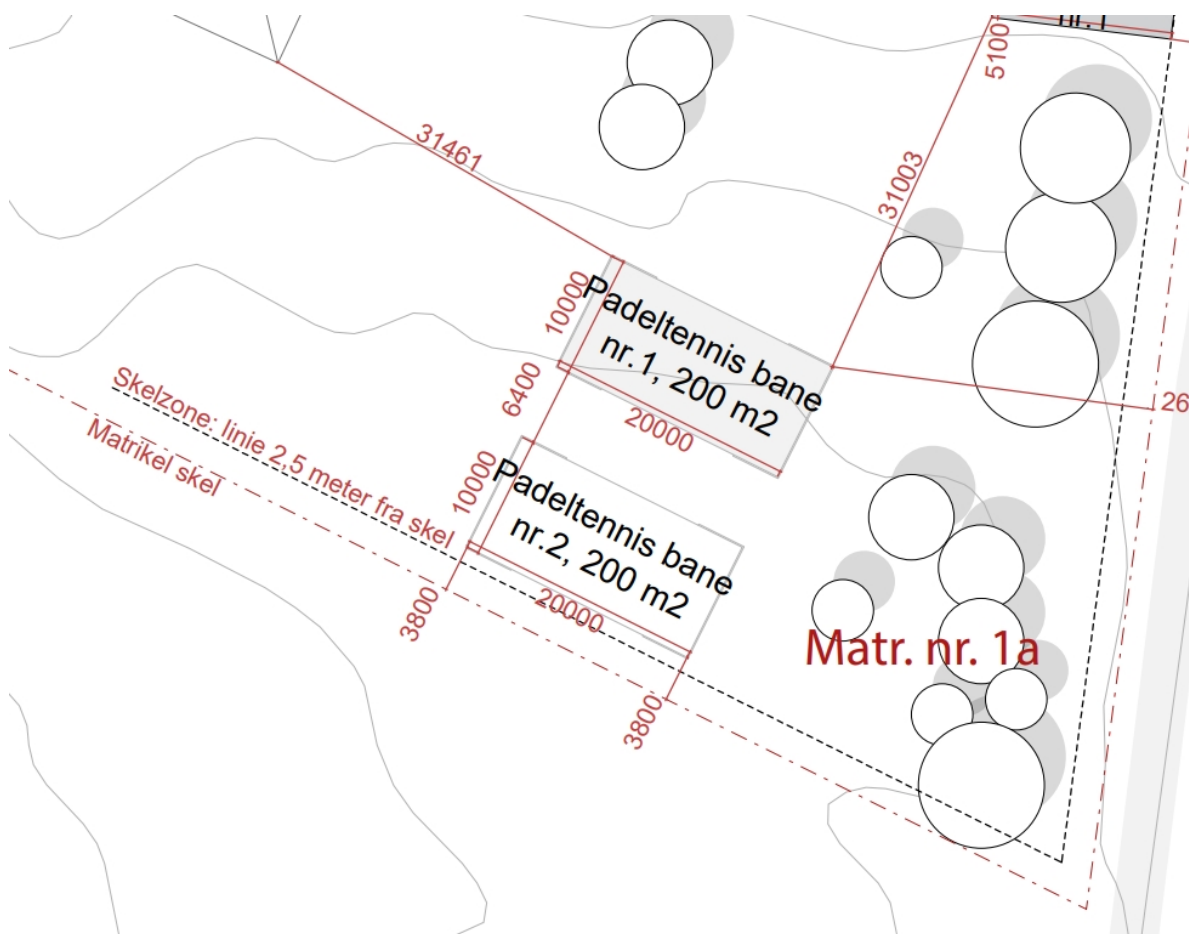 nr.1
5100
31461
31003
10000
Padeltennis bane
nr.1, 200 m2
26
6400
20000
Skelzone: linie 2,5 meter fra skel
Matrikel skel
10000
Padeltennis bane
nr.2, 200 m2
20000
3800
Matr. nr. 1a
3800